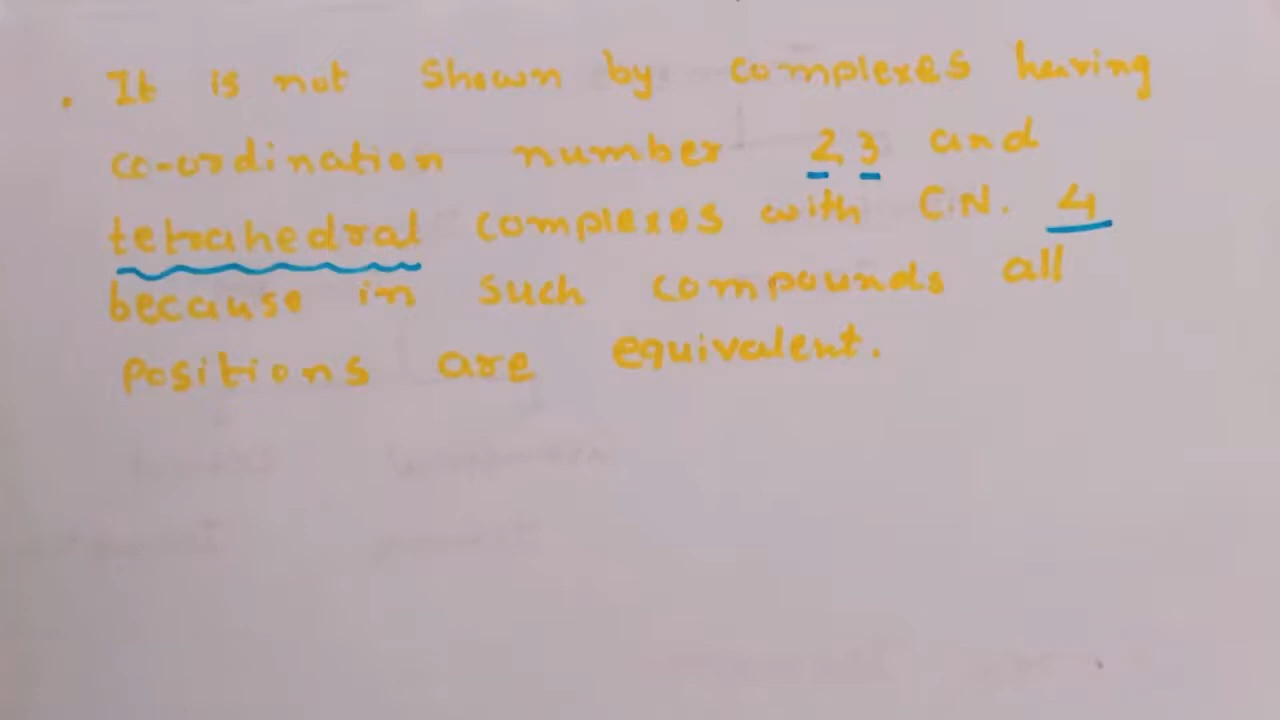 . It is not shown by complexes having
co-ordination number 2, 3 and
tetrahedral complexes with C.N. 4
because in such compounds all
positions are equivalent.